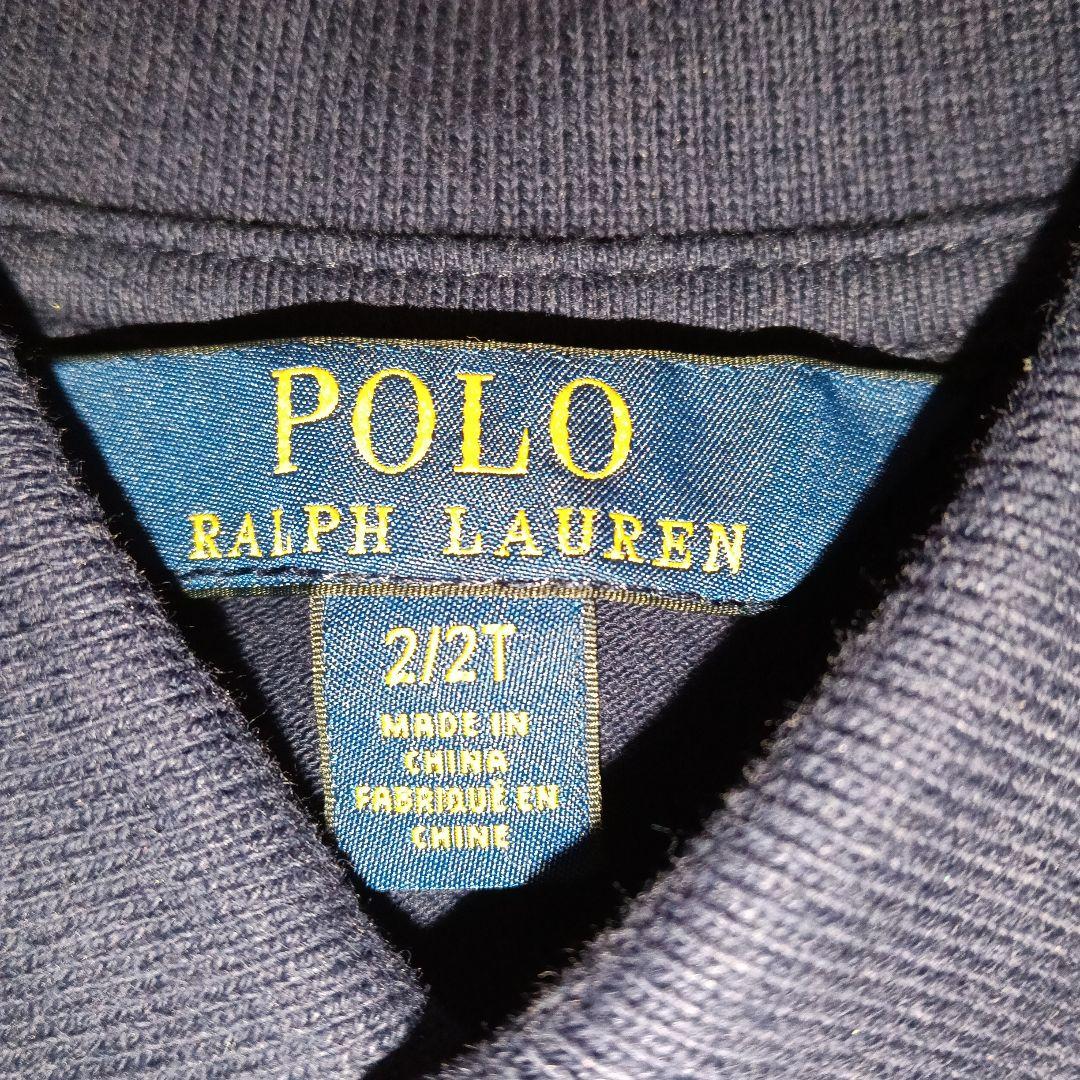 POLO
RALPH LAUREN
2/2T
MADE IN
CHINA
FABRIQUÉ EN
CHINE